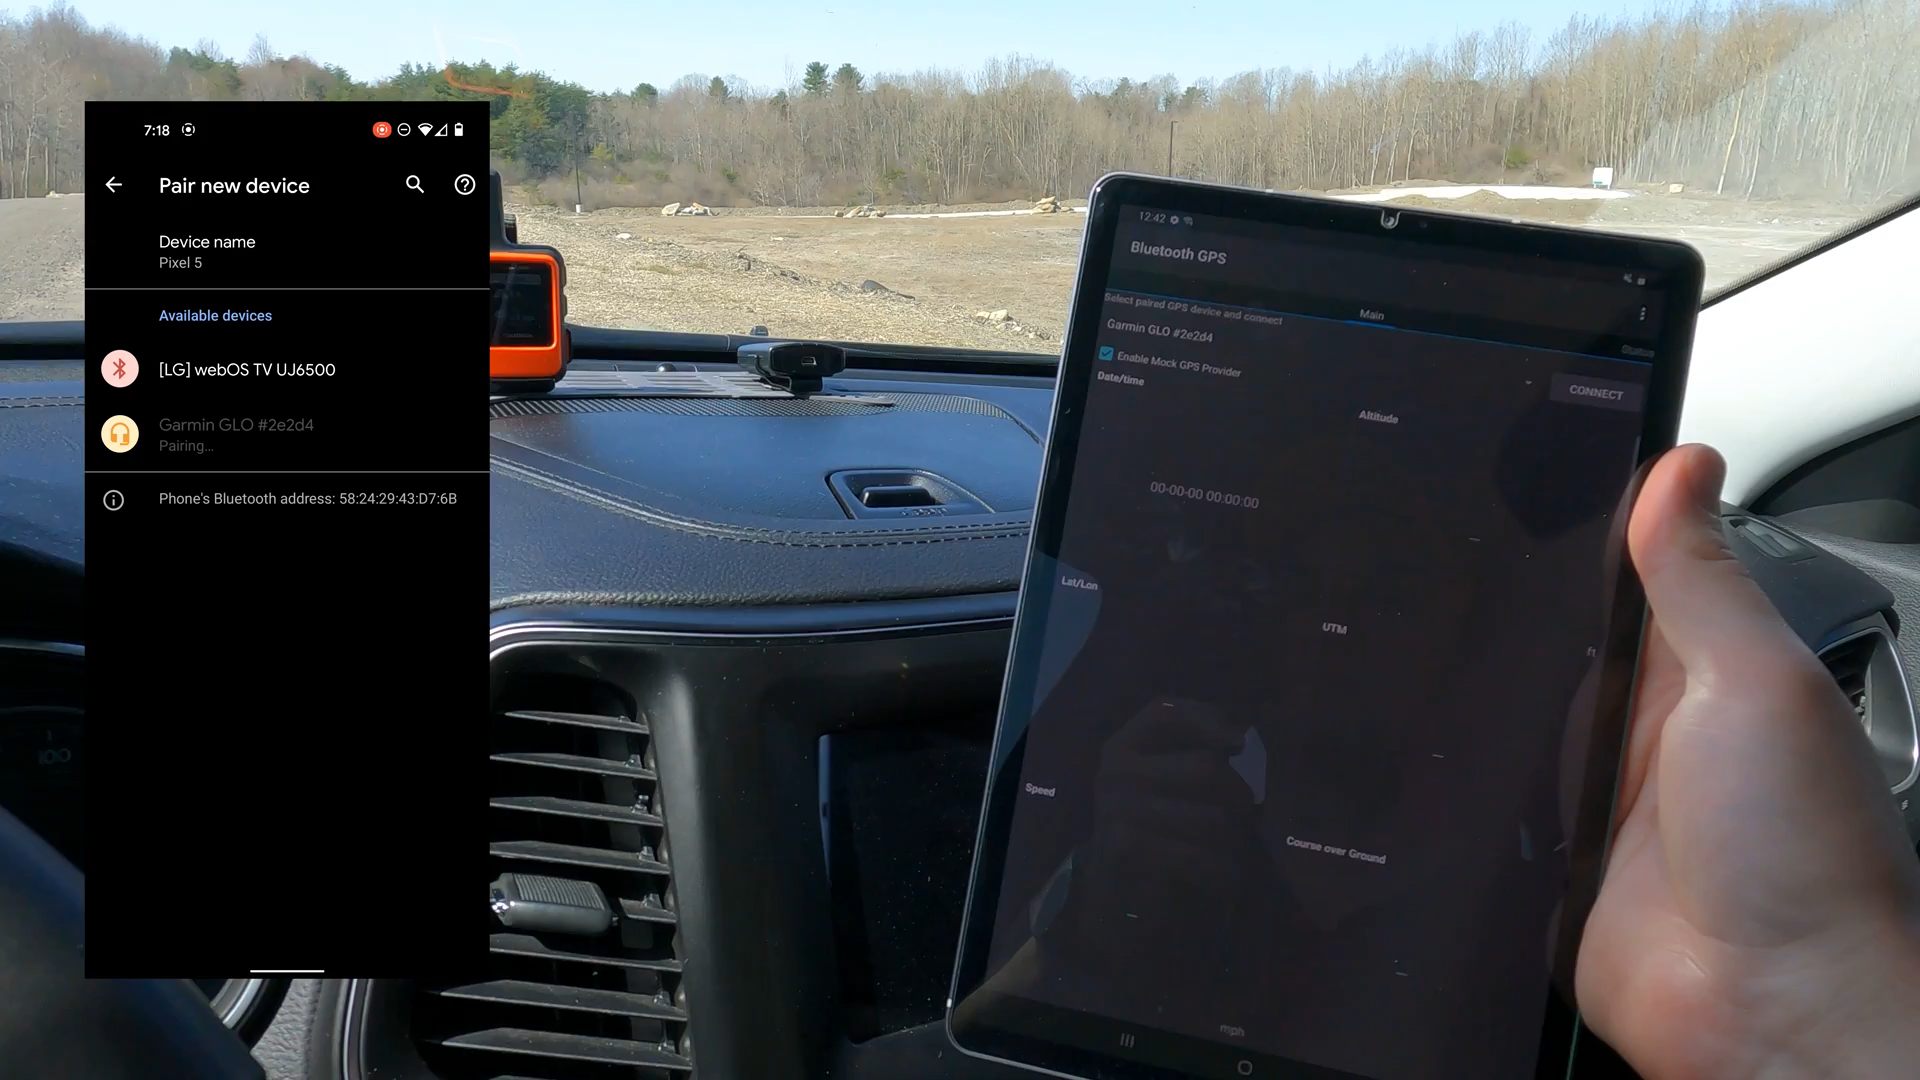 7:18
Pair new device
Device name
Pixel 5
Available devices
[LG] webOS TV UJ6500
Garmin GLO #2e2d4
Pairing...
Phone's Bluetooth address: 58:24:29:43:D7:6B
12:42
Bluetooth GPS
Main
Status
Select paired GPS device and connect
Garmin GLO #2e2d4
Enable Mock GPS Provider
CONNECT
Date/time
Altitude
00-00-00 00:00:00
Lat/Lon
UTM
ft
Speed
Course over Ground
mph
100